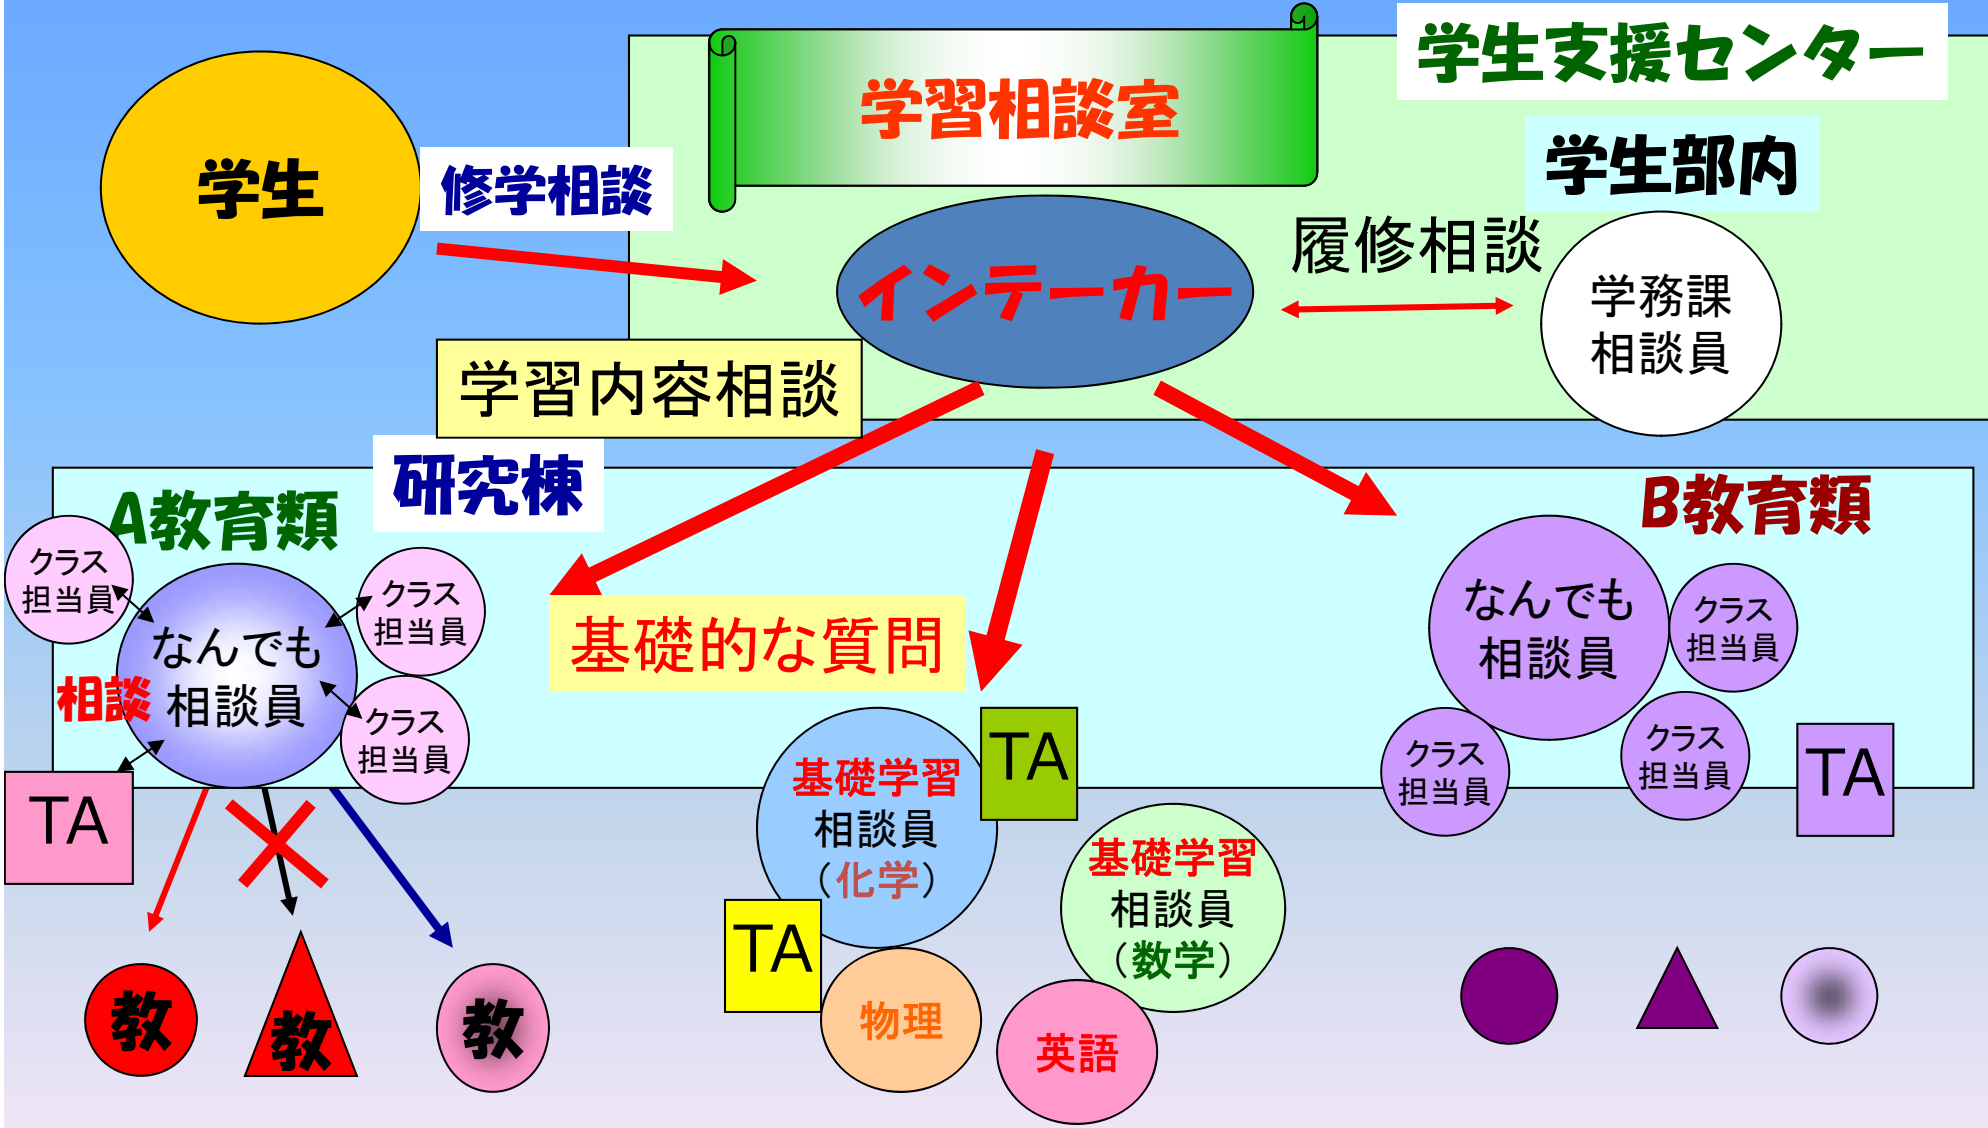 学生支援センター
学習相談室
学生部内
学生
修学相談
履修相談
インテーカー
学務課
相談員
学習内容相談
研究棟
A教育類
B教育類
クラス
担当員
クラス
担当員
なんでも
相談員
相談
クラス
担当員
TA
基礎的な質問
なんでも
相談員
クラス
担当員
クラス
担当員
クラス
担当員
TA
基礎学習
相談員
（化学）
TA
基礎学習
相談員
（数学）
TA
物理
英語
教
教
教